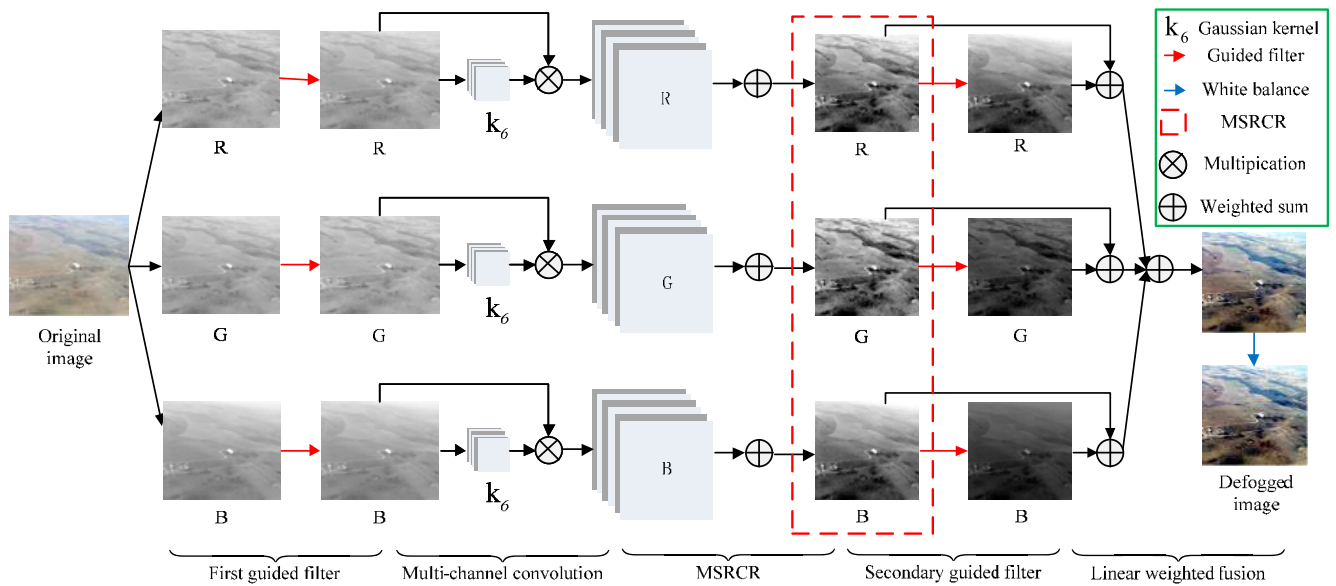 k6 Gaussian kernel
Guided filter
White balance
MSRCR
Multipication
Weighted sum
R
R
k6
R
R
R
Original
image
G
G
k6
G
G
G
B
B
k6
B
B
B
Defogged
image
First guided filter
Multi-channel convolution
MSRCR
Secondary guided filter
Linear weighted fusion